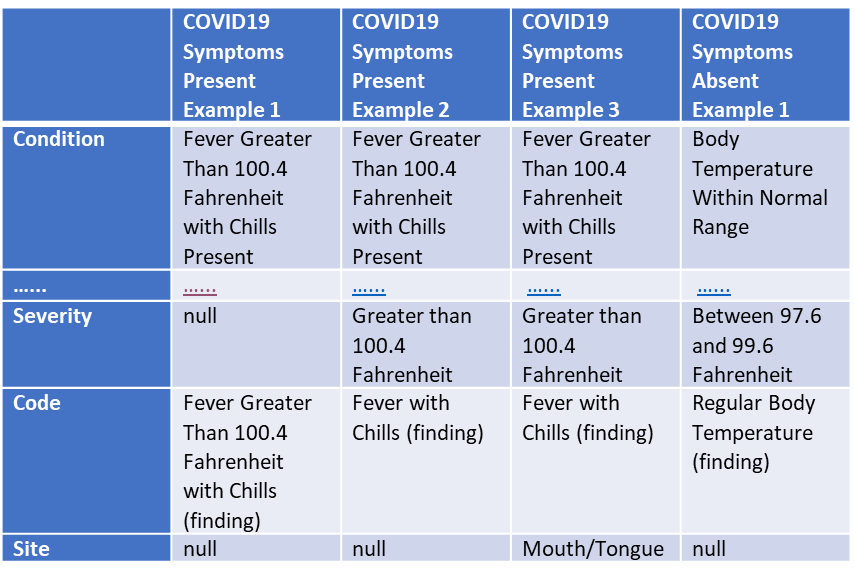 COVID19 Symptoms Present Example 1
COVID19 Symptoms Present Example 2
COVID19 Symptoms Present Example 3
COVID19 Symptoms Absent Example 1
Condition
Fever Greater
Than 100.4
Fahrenheit
with Chills
Present
Fever Greater
Than 100.4
Fahrenheit
with Chills
Present
Fever Greater
Than 100.4
Fahrenheit
with Chills
Present
Body
Temperature
Within Normal
Range
......
......
......
......
......
Severity
null
Greater than
100.4
Fahrenheit
Greater than
100.4
Fahrenheit
Between 97.6
and 99.6
Fahrenheit
Code
Fever Greater
Than 100.4
Fahrenheit
with Chills
(finding)
Fever with
Chills (finding)
Fever with
Chills (finding)
Regular Body
Temperature
(finding)
Site
null
null
Mouth/Tongue
null